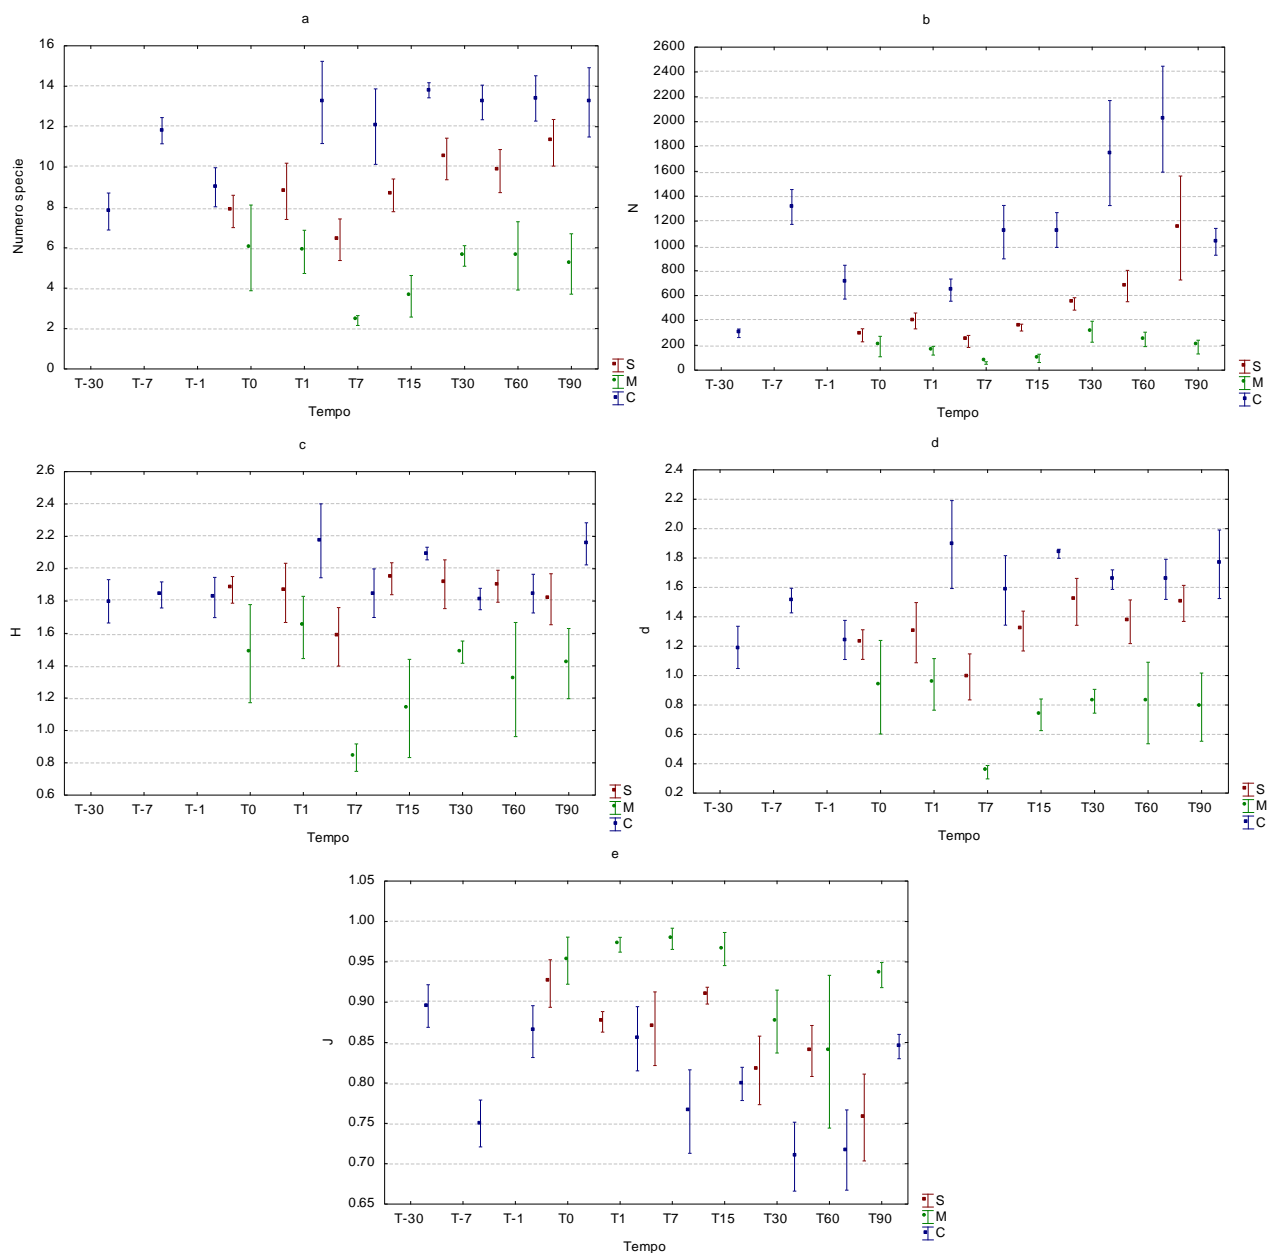 a
Numero specie
16
14
12
10
8
6
4
2
0
T-30 T-7 T-1 T0 T1 T7 T15 T30 T60 T90
Tempo
S
M
C
b
N
2600
2400
2200
2000
1800
1600
1400
1200
1000
800
600
400
200
0
T-30 T-7 T-1 T0 T1 T7 T15 T30 T60 T90
Tempo
S
M
C
c
H
2.6
2.4
2.2
2.0
1.8
1.6
1.4
1.2
1.0
0.8
0.6
T-30 T-7 T-1 T0 T1 T7 T15 T30 T60 T90
Tempo
S
M
C
d
d
2.4
2.2
2.0
1.8
1.6
1.4
1.2
1.0
0.8
0.6
0.4
0.2
T-30 T-7 T-1 T0 T1 T7 T15 T30 T60 T90
Tempo
S
M
C
e
J
1.05
1.00
0.95
0.90
0.85
0.80
0.75
0.70
0.65
T-30 T-7 T-1 T0 T1 T7 T15 T30 T60 T90
Tempo
S
M
C